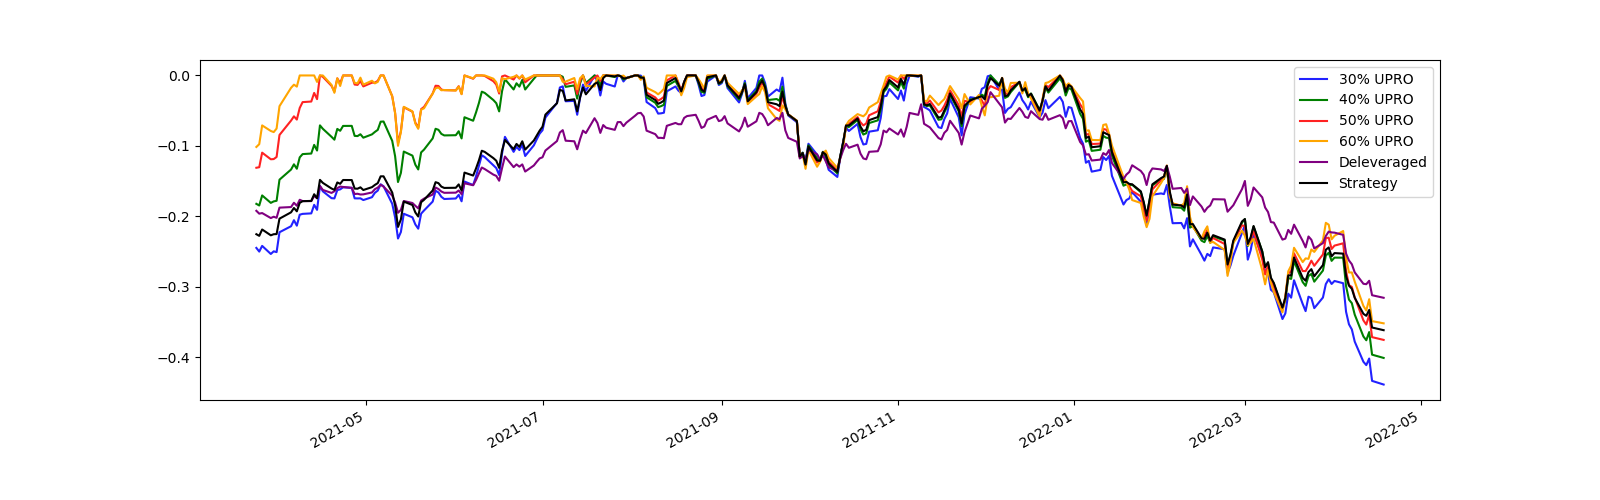 0.0
−0.1
−0.2
−0.3
−0.4
2021-05
2021-07
2021-09
2021-11
2022-01
2022-03
2022-05
30% UPRO
40% UPRO
50% UPRO
60% UPRO
Deleveraged
Strategy